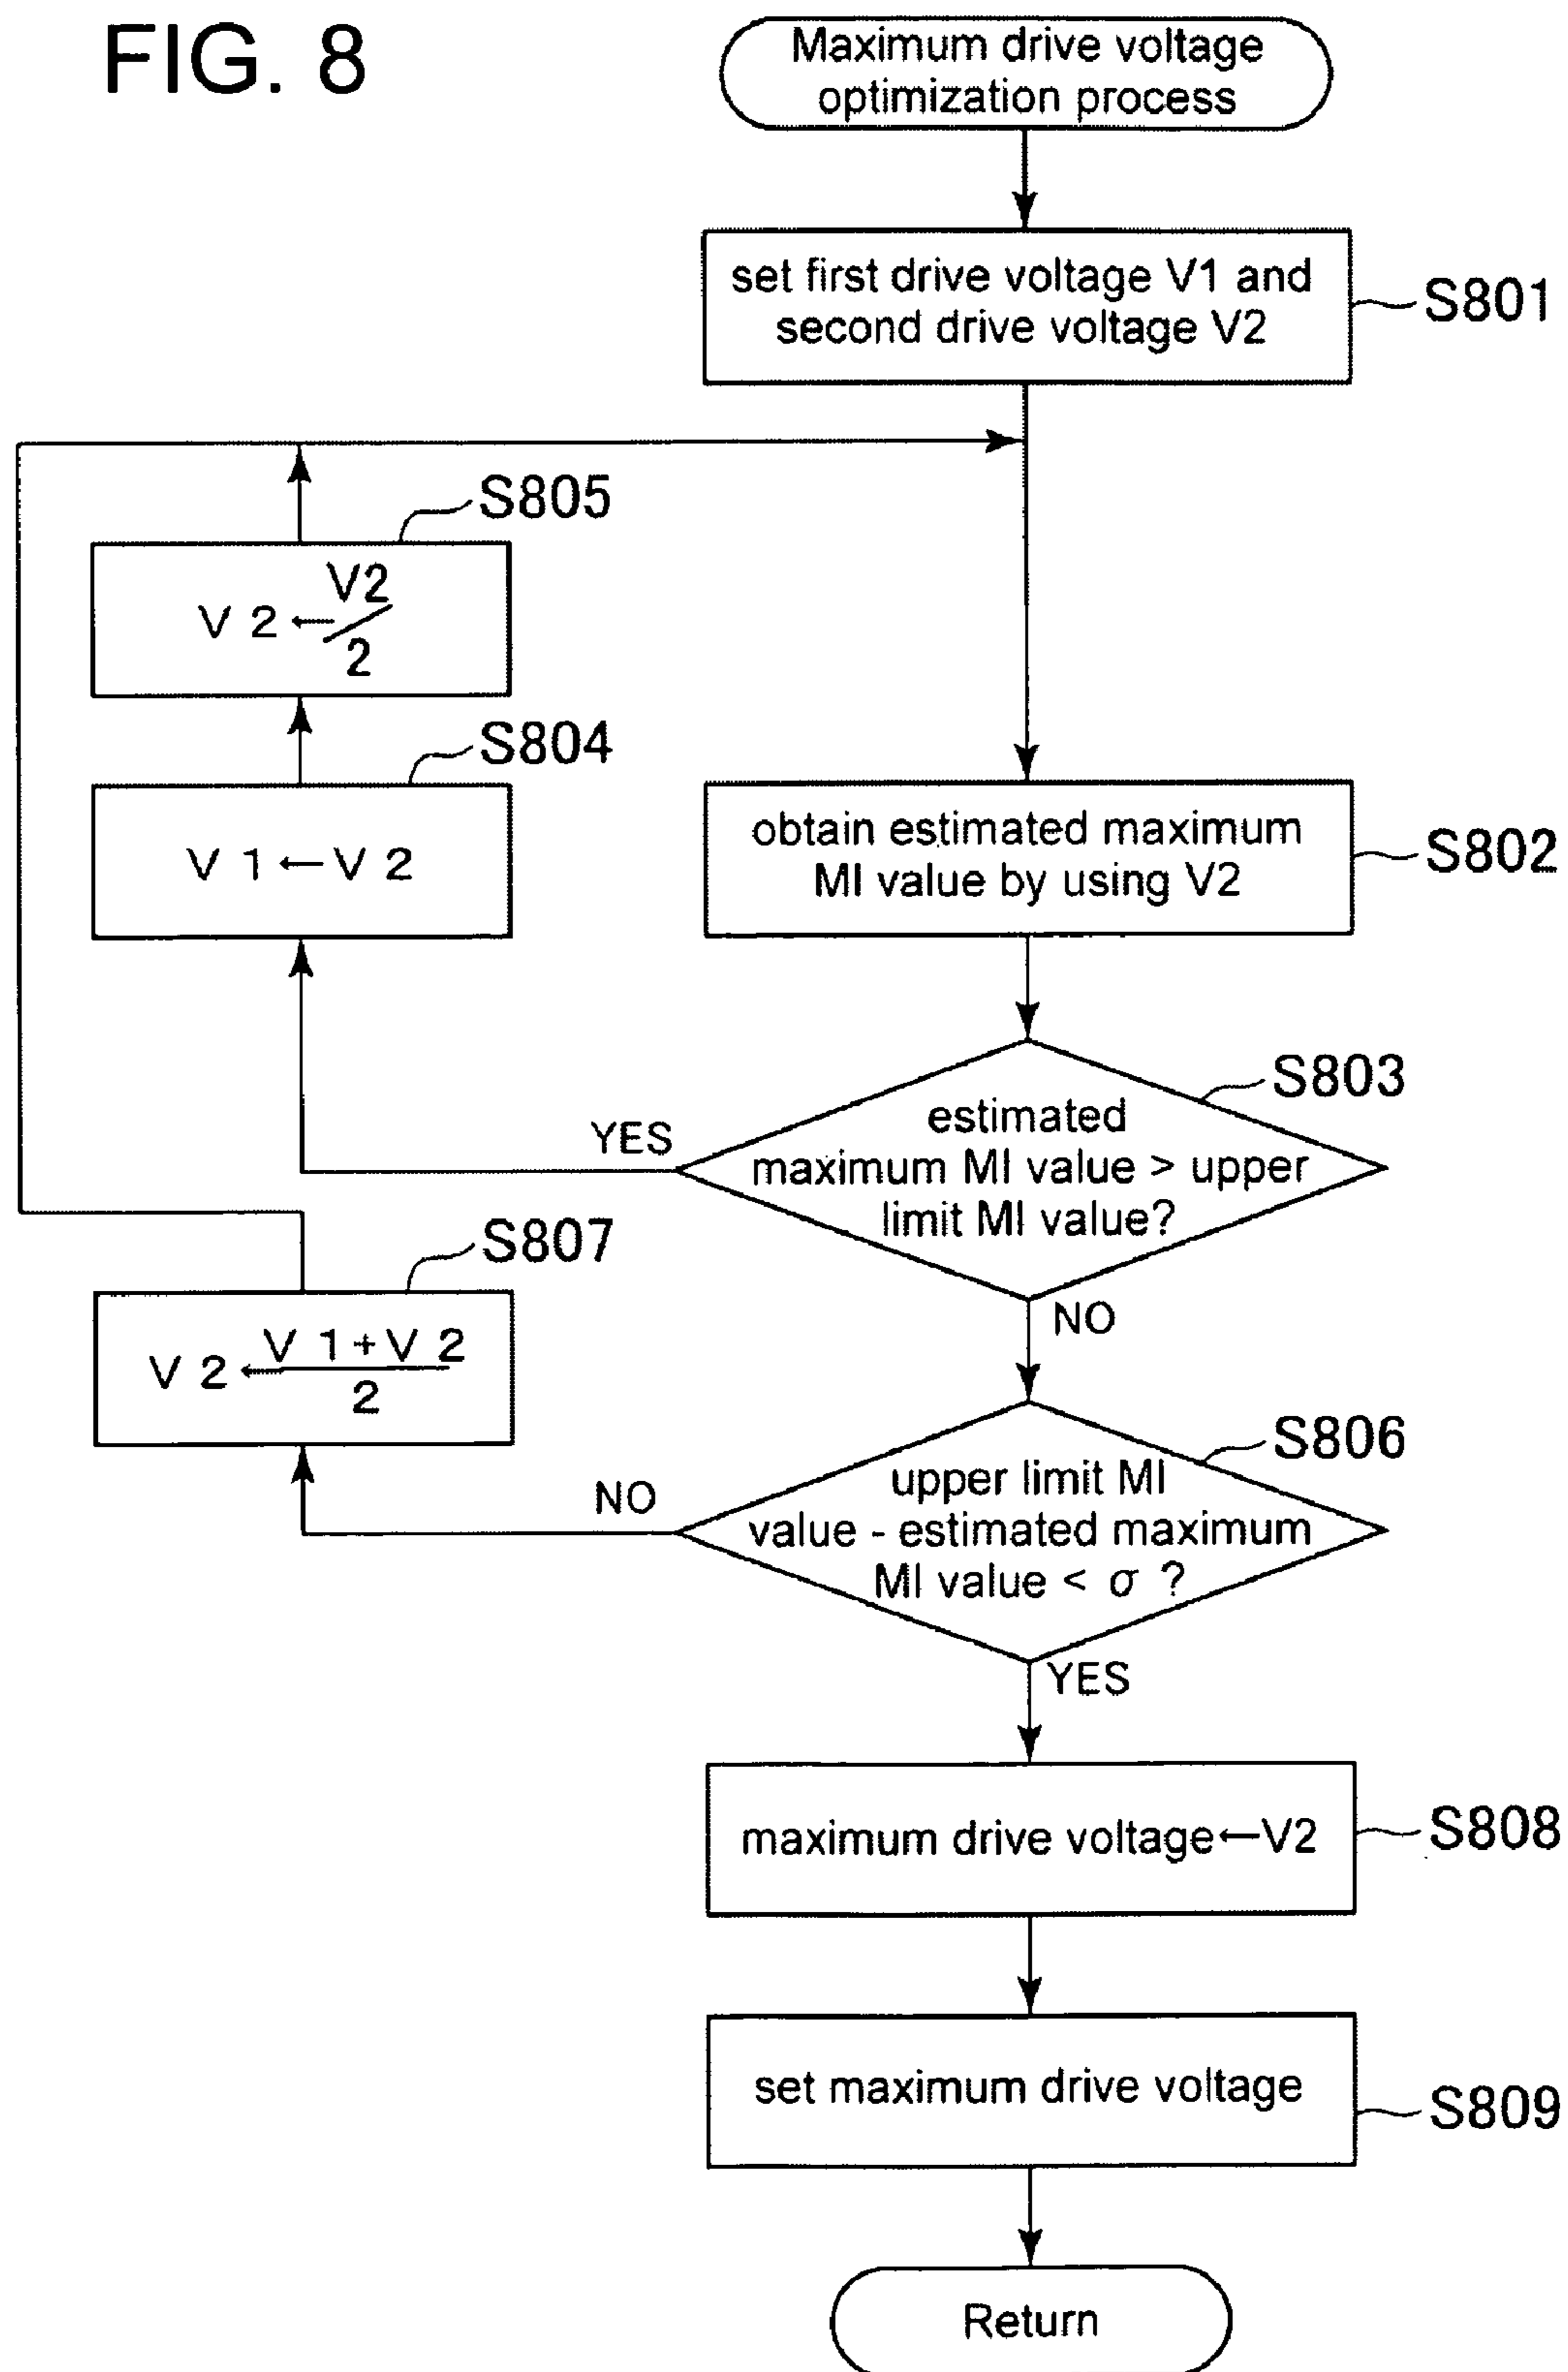 FIG. 8
Maximum drive voltage
optimization process
set first drive voltage V1 and
second drive voltage V2
S801
S805
V 2 ← V2/2
S804
V 1 ← V 2
obtain estimated maximum
MI value by using V2
S802
S803
estimated
maximum MI value > upper
limit MI value?
YES
NO
S807
V 2 ← V 1 + V 2
2
S806
upper limit MI
value - estimated maximum
MI value < σ ?
NO
YES
maximum drive voltage←V2
S808
set maximum drive voltage
S809
Return